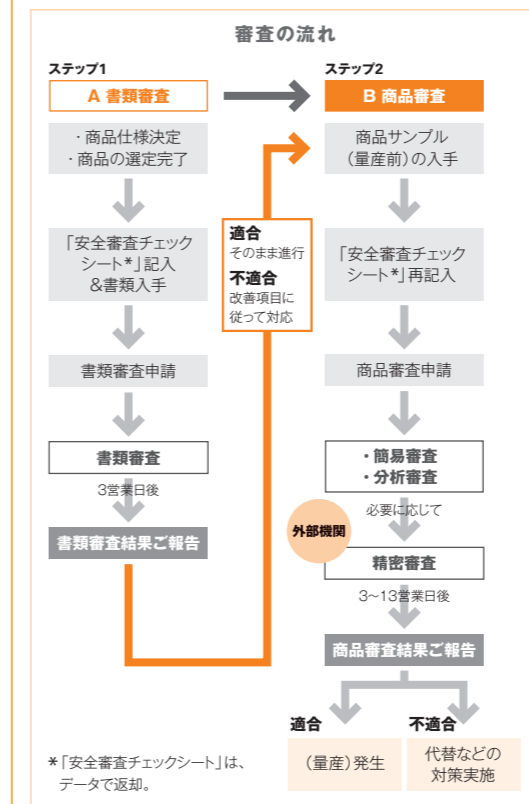 審査の流れ
ステップ1
A 書類審査
・商品仕様決定
・商品の選定完了
「安全審査チェック
シート*」記入
&書類入手
書類審査申請
書類審査
3営業日後
書類審査結果ご報告
適合
そのまま進行
不適合
改善項目に
従って対応
ステップ2
B 商品審査
商品サンプル
(量産前)の入手
「安全審査チェック
シート*」再記入
商品審査申請
・簡易審査
・分析審査
必要に応じて
外部機関
精密審査
3〜13営業日後
商品審査結果ご報告
適合
(量産)発生
不適合
代替などの
対策実施
*「安全審査チェックシート」は、
データで返却。